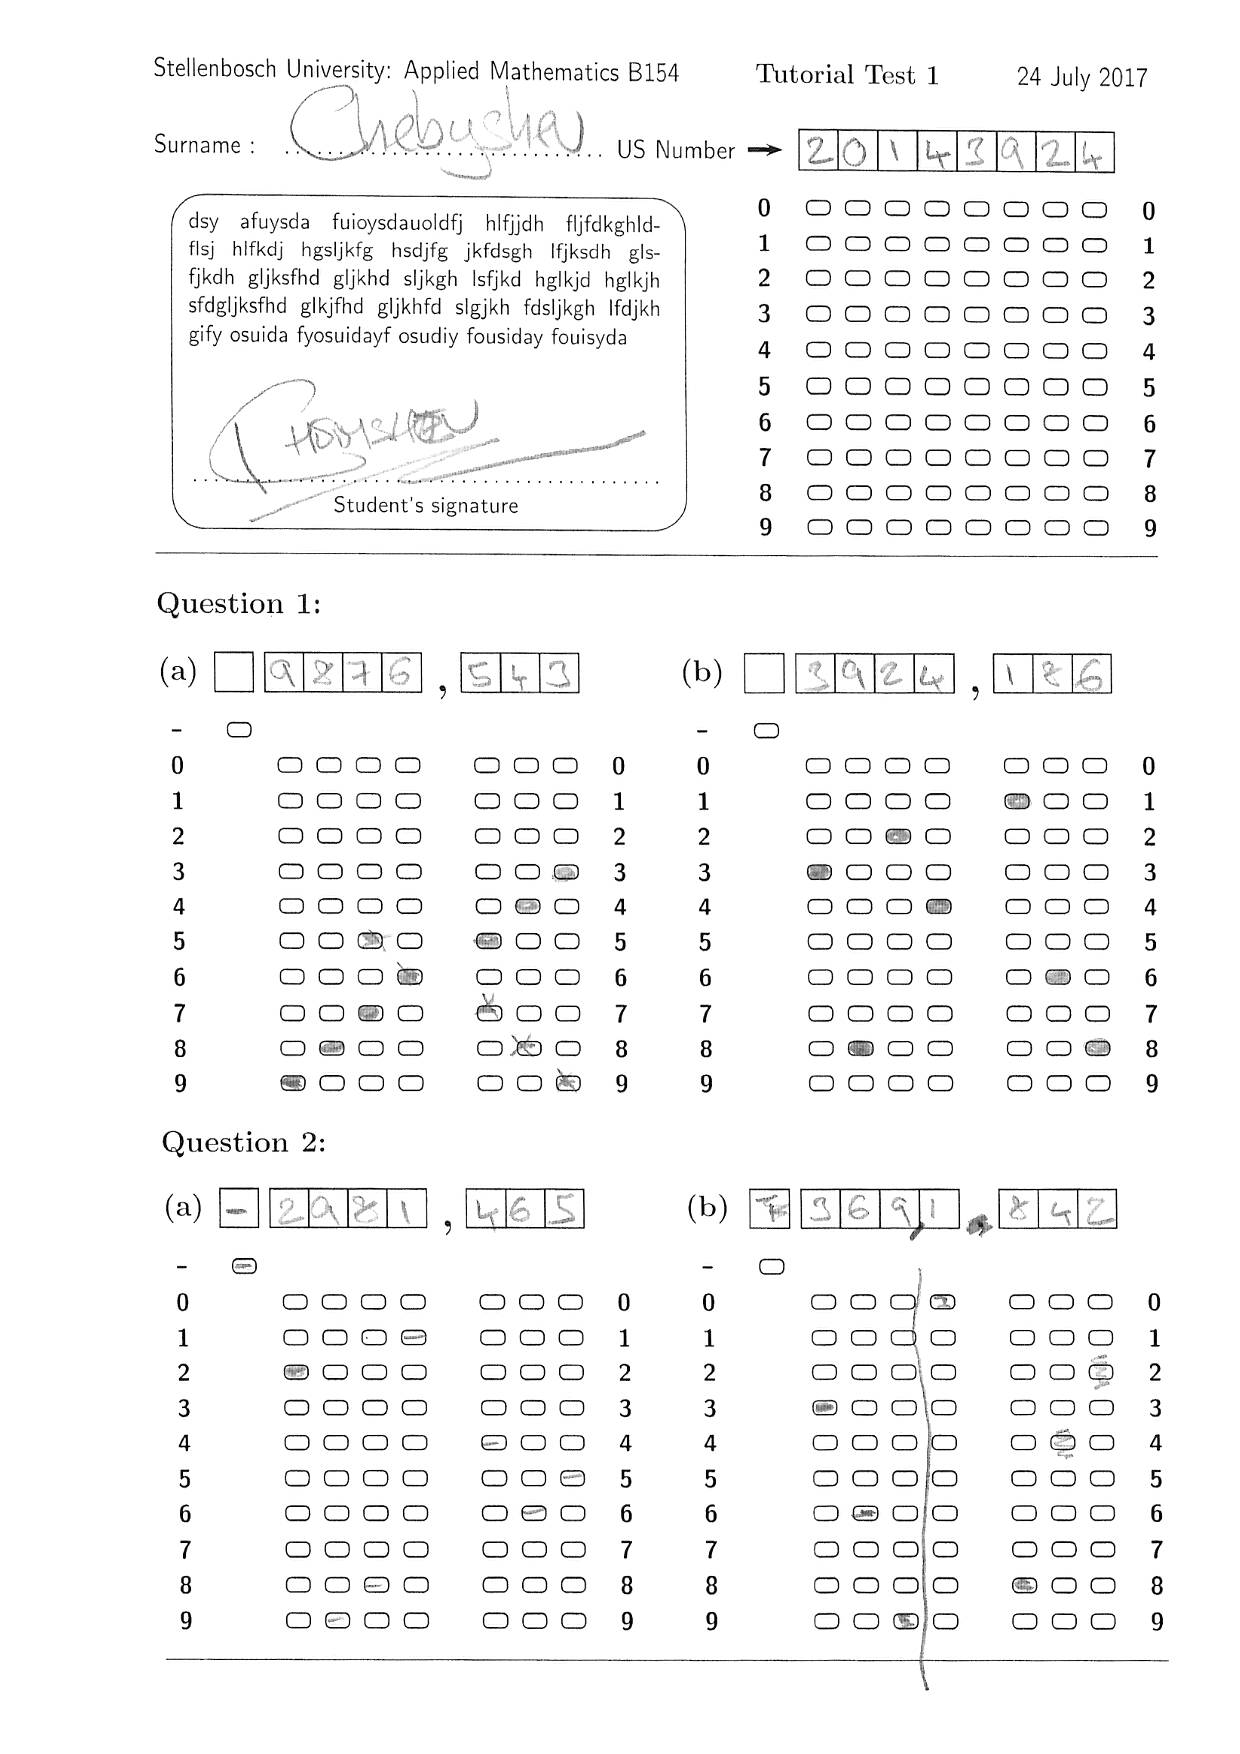 Stellenbosch University: Applied Mathematics B154 Tutorial Test 1 24 July 2017
Surname : Chebyshev US Number → 2 0 1 4 3 9 2 4
dsy afuysda fuioysdauoldfj hlfjjdh fljfdkghld-
flsj hlfkdj hgsljkfg hsdjfg jkfdsgh lfjksdh gls-
fjkdh gljksfhd gljkhd sljkgh lsfjkd hglkjd hglkjh
sfdgljksfhd glkjfhd gljkhfd slgjkh fdsljkgh lfdjkh
gify osuida fyosuidayf osudiy fousiday fouisyda
Student's signature
0 0
1 1
2 2
3 3
4 4
5 5
6 6
7 7
8 8
9 9
Question 1:
(a) 9 8 7 6 , 5 4 3 (b) 3 9 2 4 , 1 8 6
- -
0 0 0 0
1 1 1 1
2 2 2 2
3 3 3 3
4 4 4 4
5 5 5 5
6 6 6 6
7 7 7 7
8 8 8 8
9 9 9 9
Question 2:
(a) - 2 9 8 1 , 4 6 5 (b) 3 6 9 , 1 8 4 2
- -
0 0 0 0
1 1 1 1
2 2 2 2
3 3 3 3
4 4 4 4
5 5 5 5
6 6 6 6
7 7 7 7
8 8 8 8
9 9 9 9